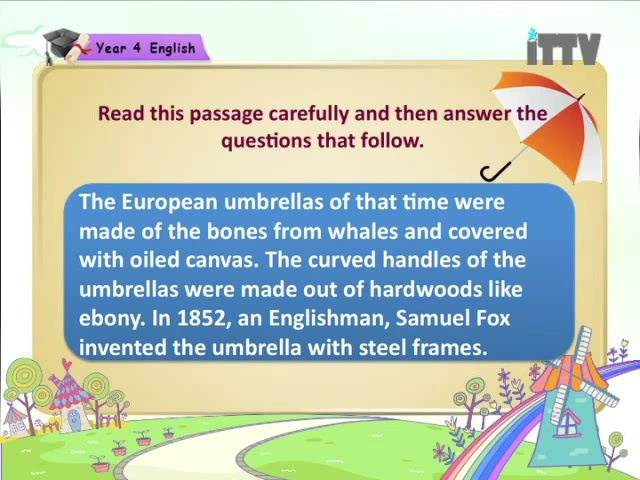 Year 4 English
iTTV
Read this passage carefully and then answer the
questions that follow.
The European umbrellas of that time were
made of the bones from whales and covered
with oiled canvas. The curved handles of the
umbrellas were made out of hardwoods like
ebony. In 1852, an Englishman, Samuel Fox
invented the umbrella with steel frames.